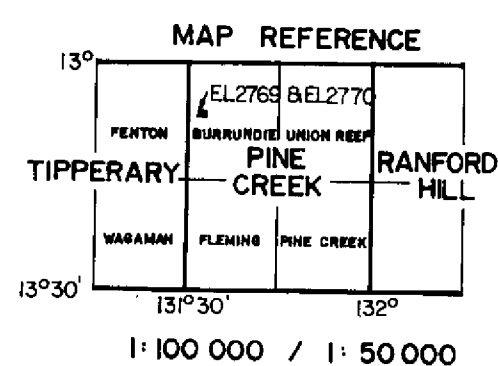 MAP REFERENCE
13°
EL2769 & EL2770
FENTON BURRUNDIE UNION REEF
TIPPERARY PINE CREEK RANFORD HILL
WAGAMAN FLEMING PINE CREEK
13°30'
131°30' 132°
1:100 000 / 1:50 000